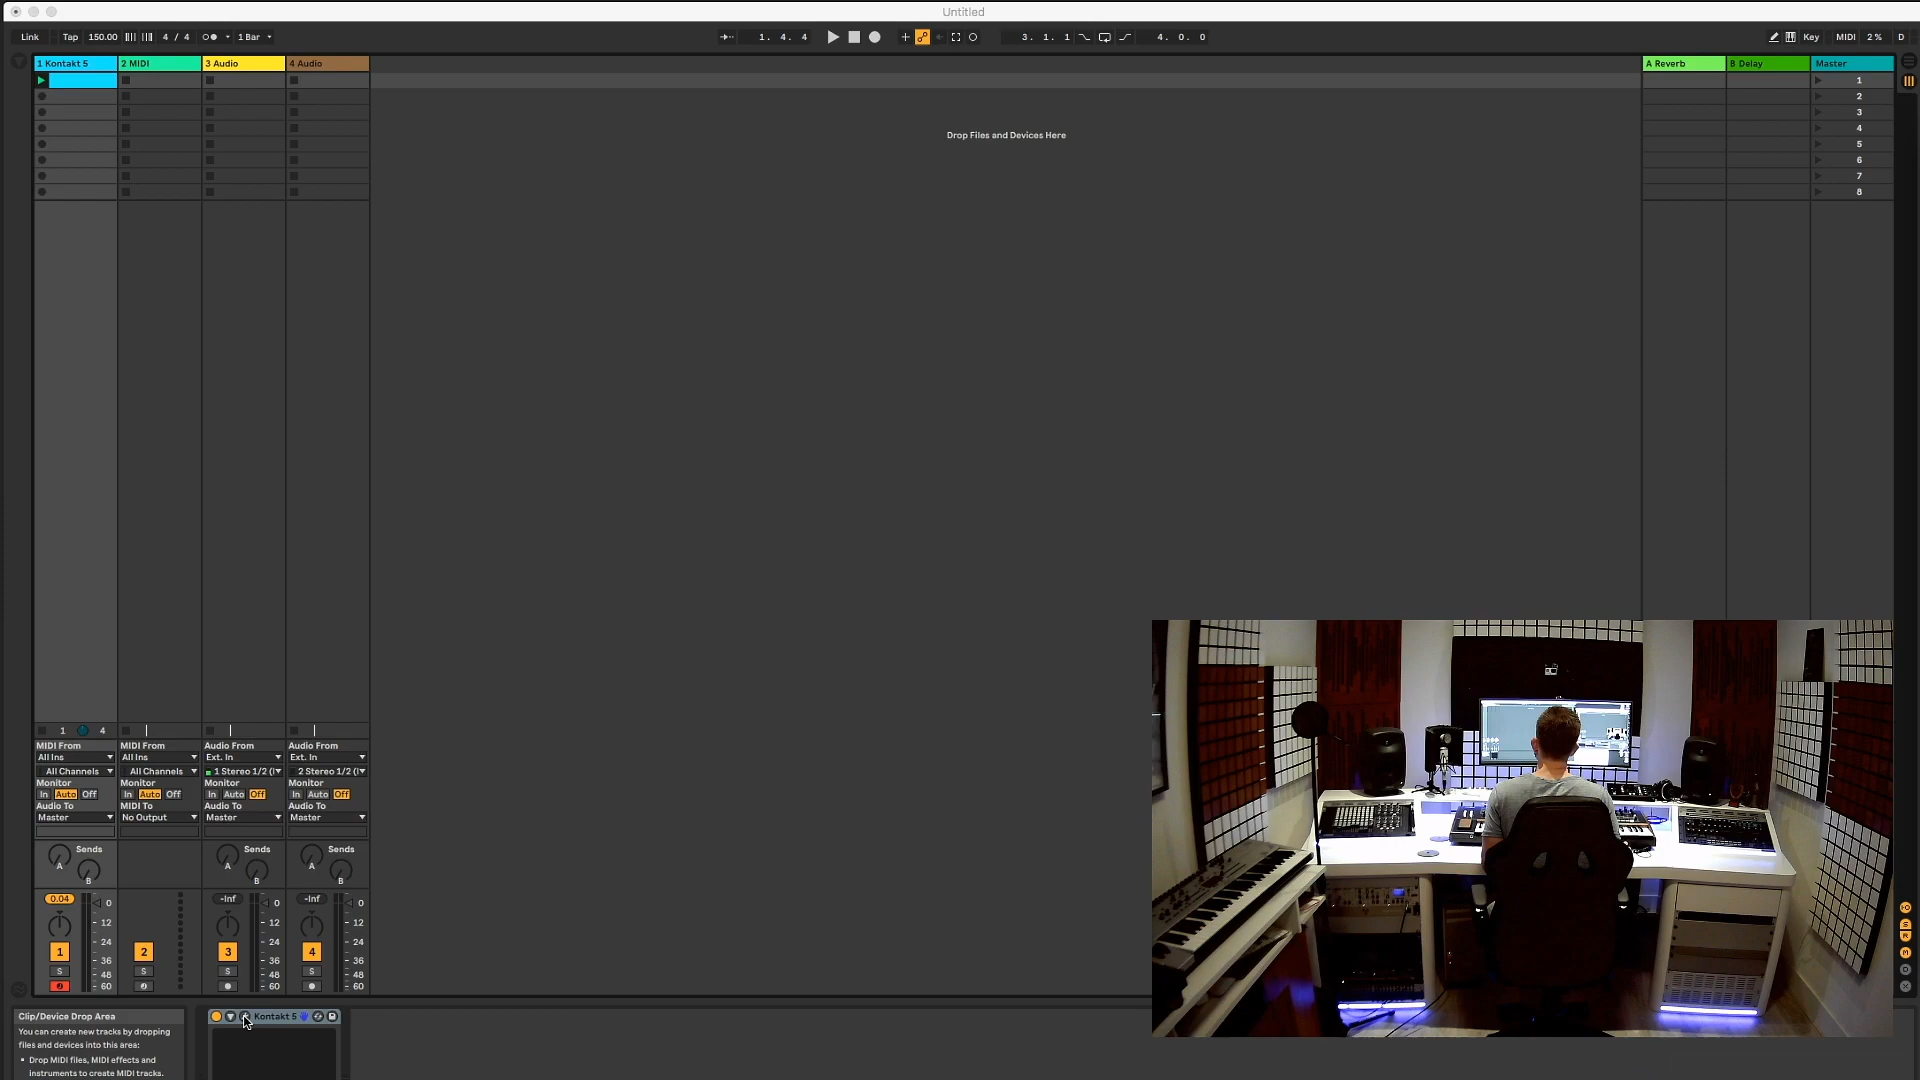 Untitled
Link Tap 150.00 4 / 4 1 Bar 1. 4. 4 3. 1. 1 4. 0. 0 Key MIDI 2 % D
1 Kontakt 5 2 MIDI 3 Audio 4 Audio A Reverb B Delay Master
1
2
3
4
5
6
7
8
Drop Files and Devices Here
1 4
MIDI From MIDI From Audio From Audio From
All Ins All Ins Ext. In Ext. In
All Channels All Channels 1 Stereo 1/2 (I 2 Stereo 1/2 (I
Monitor Monitor Monitor Monitor
In Auto Off In Auto Off In Auto Off In Auto Off
Audio To MIDI To Audio To Audio To
Master No Output Master Master
Sends Sends Sends
A B A B A B
0.04 -Inf -Inf
0 0 0
12 12 12
24 24 24
1 2 3 4
36 36 36
S S S S
48 48 48
60 60 60
Clip/Device Drop Area
You can create new tracks by dropping
files and devices into this area:
• Drop MIDI files, MIDI effects and
instruments to create MIDI tracks.
Kontakt 5